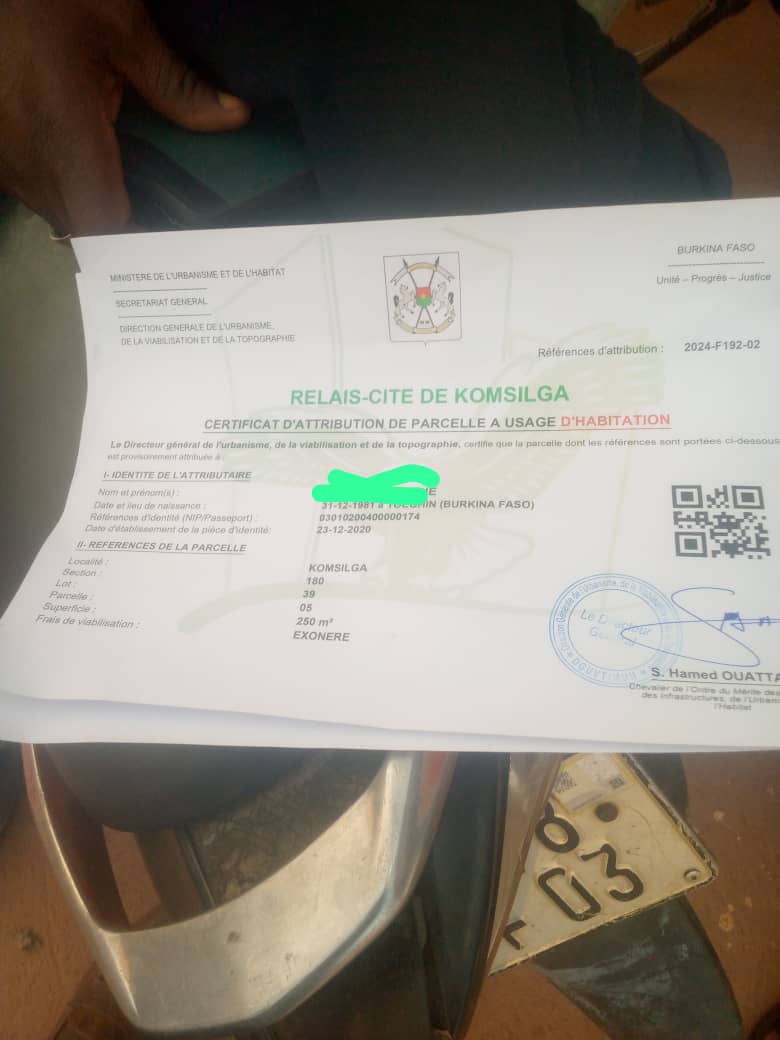 MINISTERE DE L'URBANISME ET DE L'HABITAT
SECRETARIAT GENERAL
DIRECTION GENERALE DE L'URBANISME,
DE LA VIABILISATION ET DE LA TOPOGRAPHIE
BURKINA FASO
Unité – Progrès – Justice
Références d'attribution : 2024-F192-02
RELAIS-CITE DE KOMSILGA
CERTIFICAT D'ATTRIBUTION DE PARCELLE A USAGE D'HABITATION
Le Directeur général de l'urbanisme, de la viabilisation et de la topographie, certifie que la parcelle dont les références sont portées ci-dessous
est provisoirement attribuée à :
I- IDENTITE DE L'ATTRIBUTAIRE
Nom et prénom(s) :
Date et lieu de naissance : 31-12-1981 à (BURKINA FASO)
Références d'identité (NIP/Passeport) : 03010200400000174
Date d'établissement de la pièce d'identité: 23-12-2020
II- REFERENCES DE LA PARCELLE
Localité : KOMSILGA
Section : 180
Lot : 39
Parcelle : 05
Superficie : 250 m²
Frais de viabilisation : EXONERE
Le Directeur
Général
S. Hamed
Chevalier de l'Ordre du Mérite des
des Infrastructures, de
l'Habitat
8
03